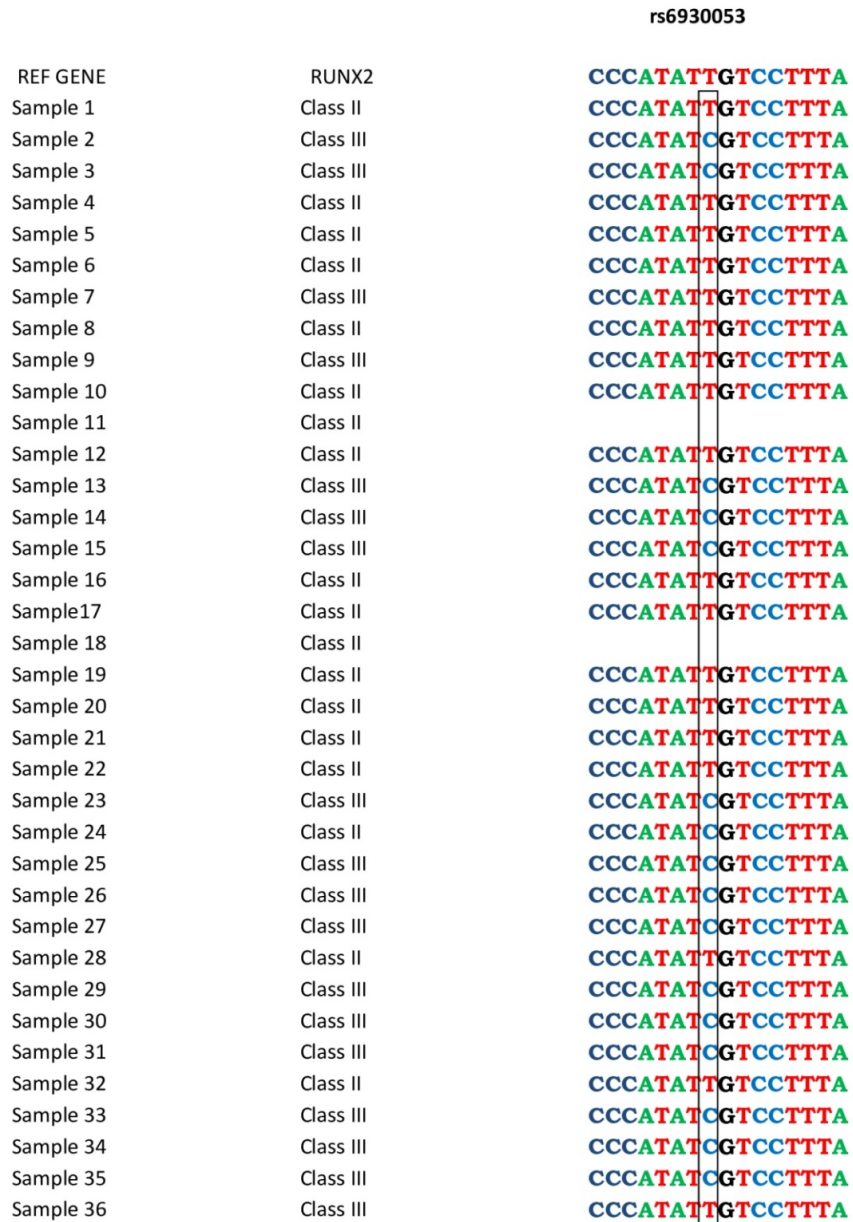 rs6930053
REF GENE RUNX2 CCCATATTGTCCTTTA
Sample 1 Class II CCCATATTGTCCTTTA
Sample 2 Class III CCCATATCGTCCTTTA
Sample 3 Class III CCCATATCGTCCTTTA
Sample 4 Class II CCCATATTGTCCTTTA
Sample 5 Class II CCCATATTGTCCTTTA
Sample 6 Class II CCCATATTGTCCTTTA
Sample 7 Class III CCCATATTGTCCTTTA
Sample 8 Class II CCCATATTGTCCTTTA
Sample 9 Class III CCCATATTGTCCTTTA
Sample 10 Class II CCCATATTGTCCTTTA
Sample 11 Class II
Sample 12 Class II CCCATATTGTCCTTTA
Sample 13 Class III CCCATATCGTCCTTTA
Sample 14 Class III CCCATATCGTCCTTTA
Sample 15 Class III CCCATATCGTCCTTTA
Sample 16 Class II CCCATATTGTCCTTTA
Sample17 Class II CCCATATTGTCCTTTA
Sample 18 Class II
Sample 19 Class II CCCATATTGTCCTTTA
Sample 20 Class II CCCATATTGTCCTTTA
Sample 21 Class II CCCATATTGTCCTTTA
Sample 22 Class II CCCATATTGTCCTTTA
Sample 23 Class III CCCATATCGTCCTTTA
Sample 24 Class II CCCATATCGTCCTTTA
Sample 25 Class III CCCATATCGTCCTTTA
Sample 26 Class III CCCATATCGTCCTTTA
Sample 27 Class III CCCATATCGTCCTTTA
Sample 28 Class II CCCATATTGTCCTTTA
Sample 29 Class III CCCATATCGTCCTTTA
Sample 30 Class III CCCATATCGTCCTTTA
Sample 31 Class III CCCATATCGTCCTTTA
Sample 32 Class II CCCATATTGTCCTTTA
Sample 33 Class III CCCATATCGTCCTTTA
Sample 34 Class III CCCATATCGTCCTTTA
Sample 35 Class III CCCATATCGTCCTTTA
Sample 36 Class III CCCATATTGTCCTTTA